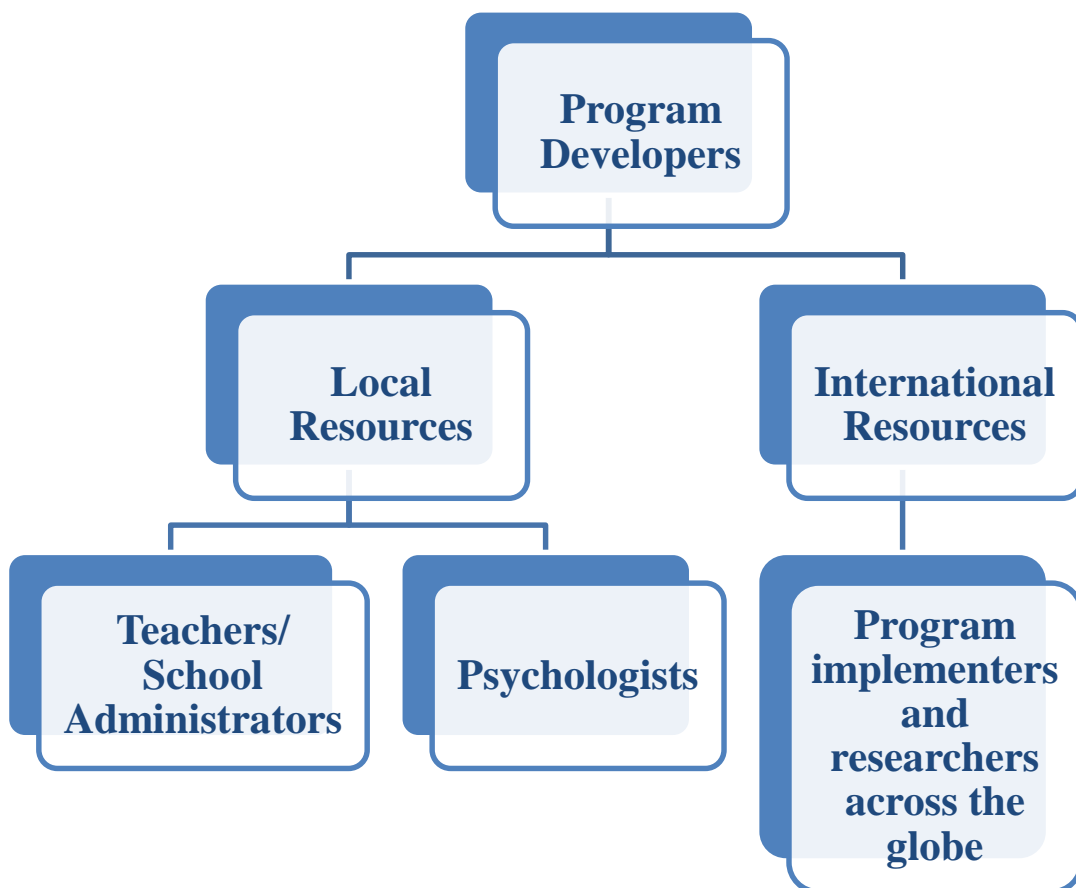 Program
Developers
Local
Resources
International
Resources
Teachers/
School
Administrators
Psychologists
Program
implementers
and
researchers
across the
globe